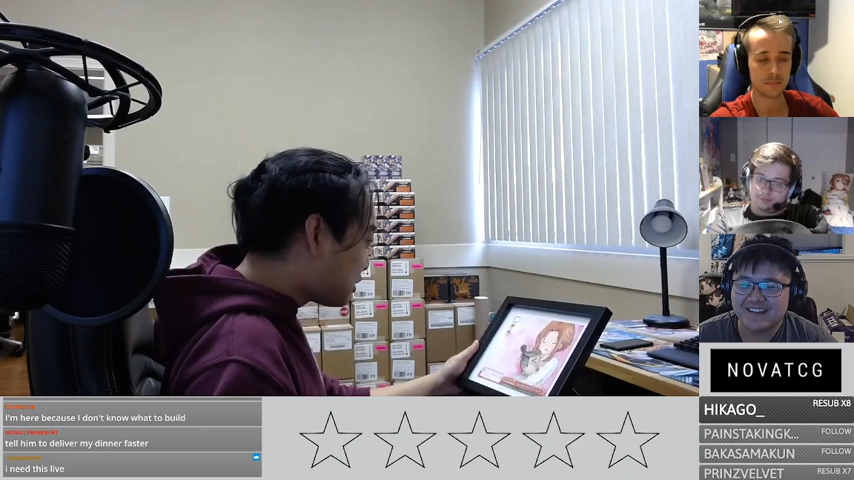 I'm here because I don't know what to build
tell him to deliver my dinner faster
i need this live
NOVATCG
HIKAGO_ RESUB X8
PAINSTAKINGK... FOLLOW
BAKASAMAKUN FOLLOW
PRINZVELVET RESUB X7